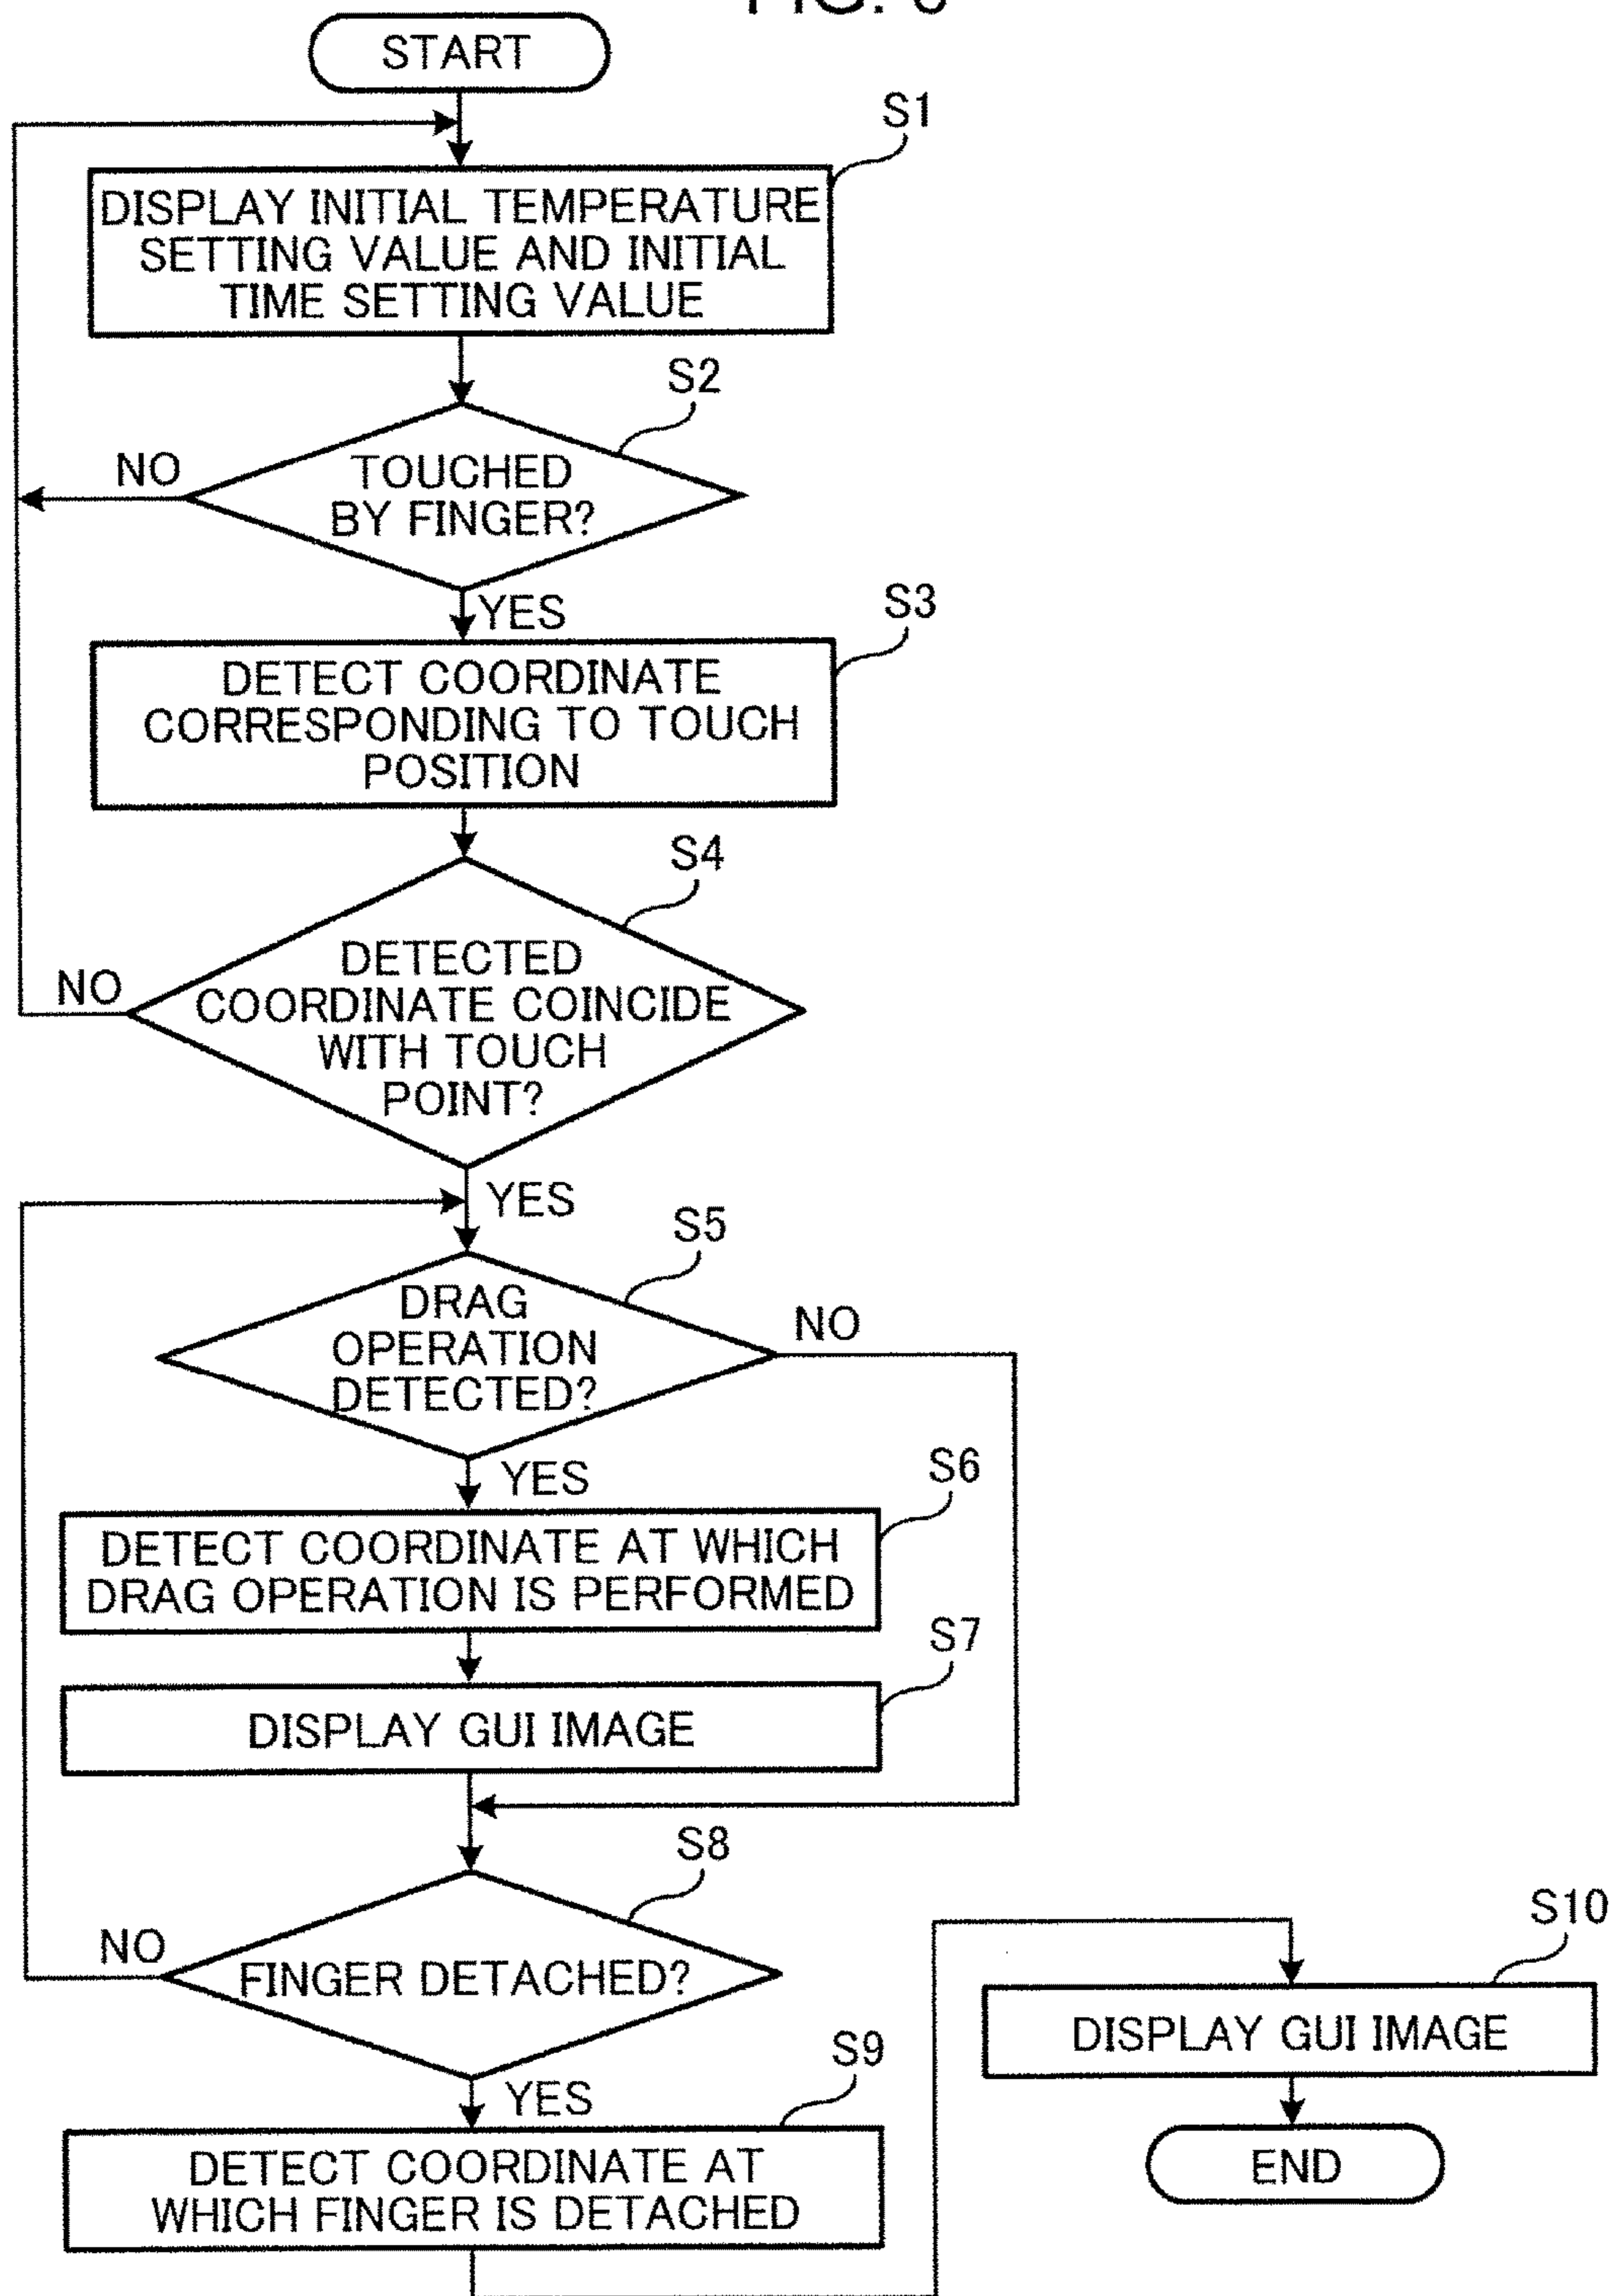 START
S1
DISPLAY INITIAL TEMPERATURE
SETTING VALUE AND INITIAL
TIME SETTING VALUE
S2
TOUCHED
BY FINGER?
NO
YES
S3
DETECT COORDINATE
CORRESPONDING TO TOUCH
POSITION
S4
DETECTED
COORDINATE COINCIDE
WITH TOUCH
POINT?
NO
YES
S5
DRAG
OPERATION
DETECTED?
NO
YES
S6
DETECT COORDINATE AT WHICH
DRAG OPERATION IS PERFORMED
S7
DISPLAY GUI IMAGE
S8
FINGER DETACHED?
NO
YES
S9
DETECT COORDINATE AT
WHICH FINGER IS DETACHED
S10
DISPLAY GUI IMAGE
END